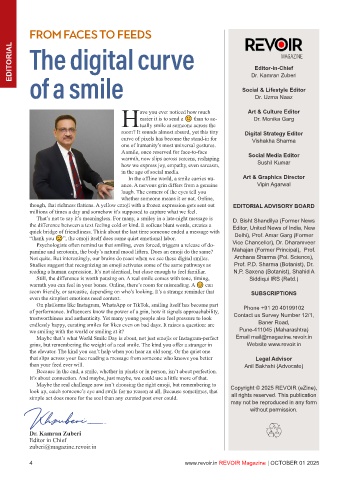 EDITORIAL
FROM FACES TO FEEDS
The digital curve
of a smile
Have you ever noticed how much
easier it is to send a 🙂 than to ac-
tually smile at someone across the
room? It sounds almost absurd, yet this tiny
curve of pixels has become the stand-in for
one of humanity's most universal gestures.
A smile, once reserved for face-to-face
warmth, now slips across screens, reshaping
how we express joy, empathy, even sarcasm,
in the age of social media.
In the offline world, a smile carries nu-
ance. A nervous grin differs from a genuine
laugh. The corners of the eyes tell you
whether someone means it or not. Online,
though, that richness flattens. A yellow emoji with a frozen expression gets sent out
millions of times a day and somehow it's supposed to capture what we feel.
That's not to say it's meaningless. For many, a smiley in a late-night message is
the difference between a text feeling cold or kind. It softens blunt words, creates a
quick bridge of friendliness. Think about the last time someone ended a message with
"thank you 🙂", the emoji itself does some quiet emotional labor.
Psychologists often remind us that smiling, even forced, triggers a release of do-
pamine and serotonin, the body's natural mood lifters. Does an emoji do the same?
Not quite. But interestingly, our brains do react when we see these digital smiles.
Studies suggest that recognizing an emoji activates some of the same pathways as
reading a human expression. It's not identical, but close enough to feel familiar.
Still, the difference is worth pausing on. A real smile comes with tone, timing,
warmth you can feel in your bones. Online, there's room for misreading. A 🙂 can
seem friendly, or sarcastic, depending on who's looking. It's a strange reminder that
even the simplest emotions need context.
On platforms like Instagram, WhatsApp or TikTok, smiling itself has become part
of performance. Influencers know the power of a grin, how it signals approachability,
trustworthiness and authenticity. Yet many young people also feel pressure to look
endlessly happy, curating smiles for likes even on bad days. It raises a question: are
we smiling with the world or smiling at it?
Maybe that's what World Smile Day is about, not just emojis or Instagram-perfect
grins, but remembering the weight of a real smile. The kind you offer a stranger in
the elevator. The kind you can't help when you hear an old song. Or the quiet one
that slips across your face reading a message from someone who knows you better
than your feed ever will.
Because in the end, a smile, whether in pixels or in person, isn't about perfection.
It's about connection. And maybe, just maybe, we could use a little more of that.
Maybe the real challenge now isn't choosing the right emoji, but remembering to
look up, catch someone's eye and smile for no reason at all. Because sometimes, that
simple act does more for the soul than any curated post ever could.
Dr. Kamran Zuberi
Editor in Chief
zuberi@magazine.revoir.in
REVOIR
MAGAZINE
Editor-in-Chief
Dr. Kamran Zuberi
Social & Lifestyle Editor
Dr. Uzma Naaz
Art & Culture Editor
Dr. Monika Garg
Digital Strategy Editor
Vishakha Sharma
Social Media Editor
Sushil Kumar
Art & Graphics Director
Vipin Agarwal
EDITORIAL ADVISORY BOARD
D. Bisht Shandilya (Former News
Editor, United News of India, New
Delhi), Prof. Amer Garg (Former
Vice Chancellor), Dr. Dharamveer
Mahajan (Former Principal), Prof.
Archana Sharma (Pol. Science),
Prof. P.D. Sharma (Botanist), Dr.
N.P. Saxena (Botanist), Shahid A
Siddiqui IRS (Retd.)
SUBSCRIPTIONS
Phone +91 20 40199102
Contact us Survey Number 12/1,
Baner Road,
Pune-411045 (Maharashtra)
Email mail@magazine.revoir.in
Website www.revoir.in
Legal Advisor
Anil Bakshi (Advocate)
Copyright © 2025 REVOIR (eZine),
all rights reserved. This publication
may not be reproduced in any form
without permission.
4
www.revoir.in REVOIR Magazine | OCTOBER 01 2025